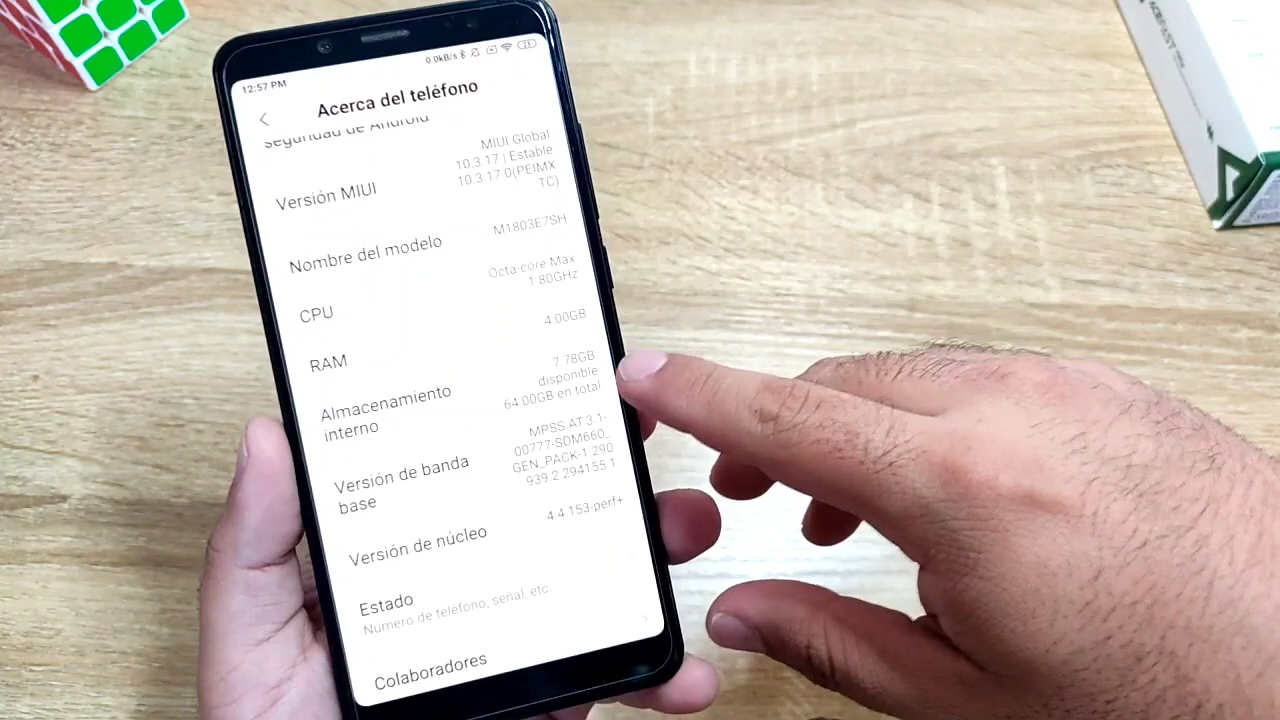 12:57 PM
0.0kB/s
Acerca del teléfono
seguridad de Android
Versión MIUI
MIUI Global
10.3.17 | Estable
10.3.17.0(PEIMX
TC)
Nombre del modelo
M1803E7SH
CPU
Octa-core Max
1.80GHz
RAM
4.00GB
Almacenamiento
interno
7.78GB
disponible
64.00GB en total
Versión de banda
base
MPSS.AT.3.1-
00777-SDM660_
GEN_PACK-1.290
939.2.294155.1
Versión de núcleo
4.4.153-perf+
Estado
Número de teléfono, señal, etc.
Colaboradores